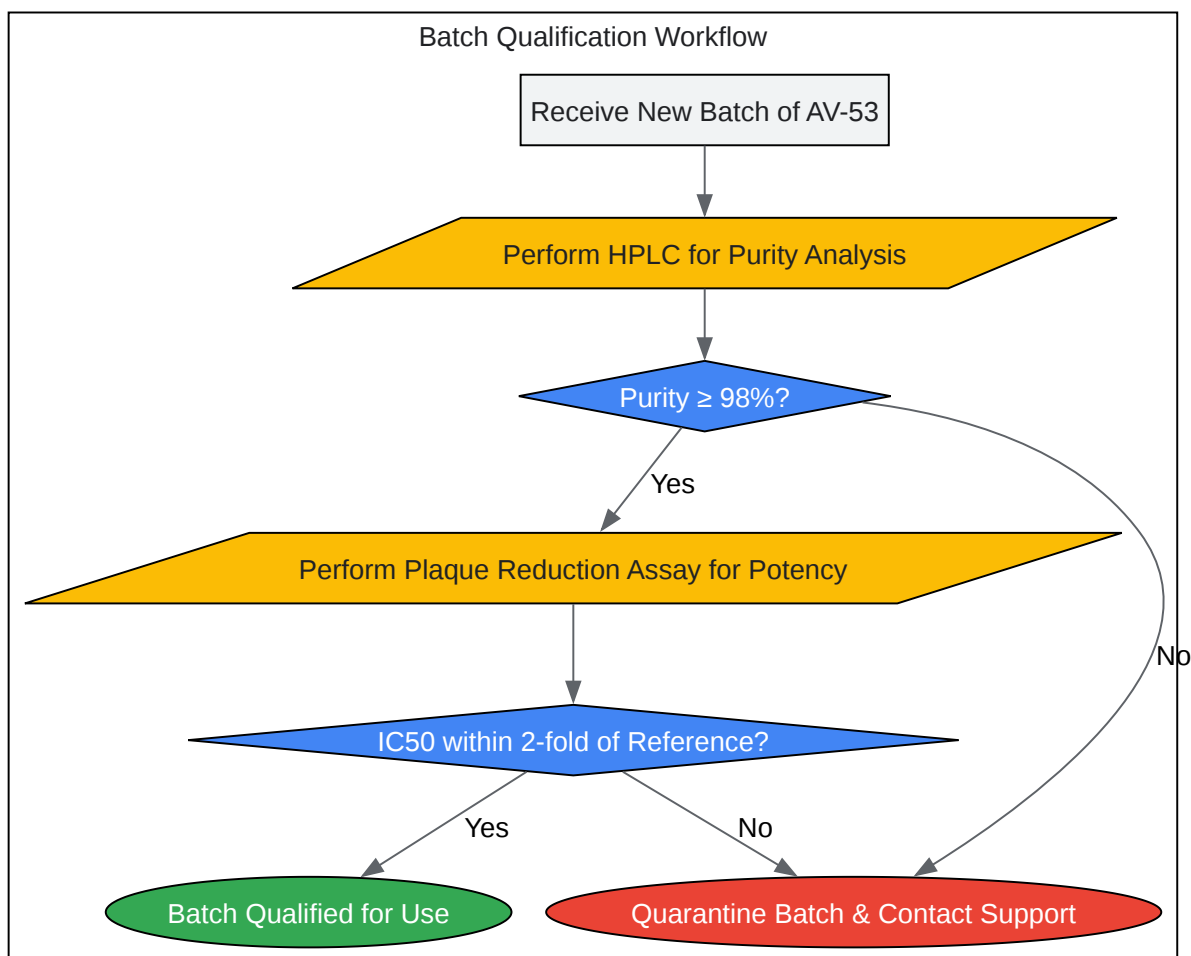 Batch Qualification Workflow
Receive New Batch of AV-53
Perform HPLC for Purity Analysis
Purity ≥ 98%?
Yes
Perform Plaque Reduction Assay for Potency
No
IC50 within 2-fold of Reference?
Yes
No
Batch Qualified for Use
Quarantine Batch & Contact Support